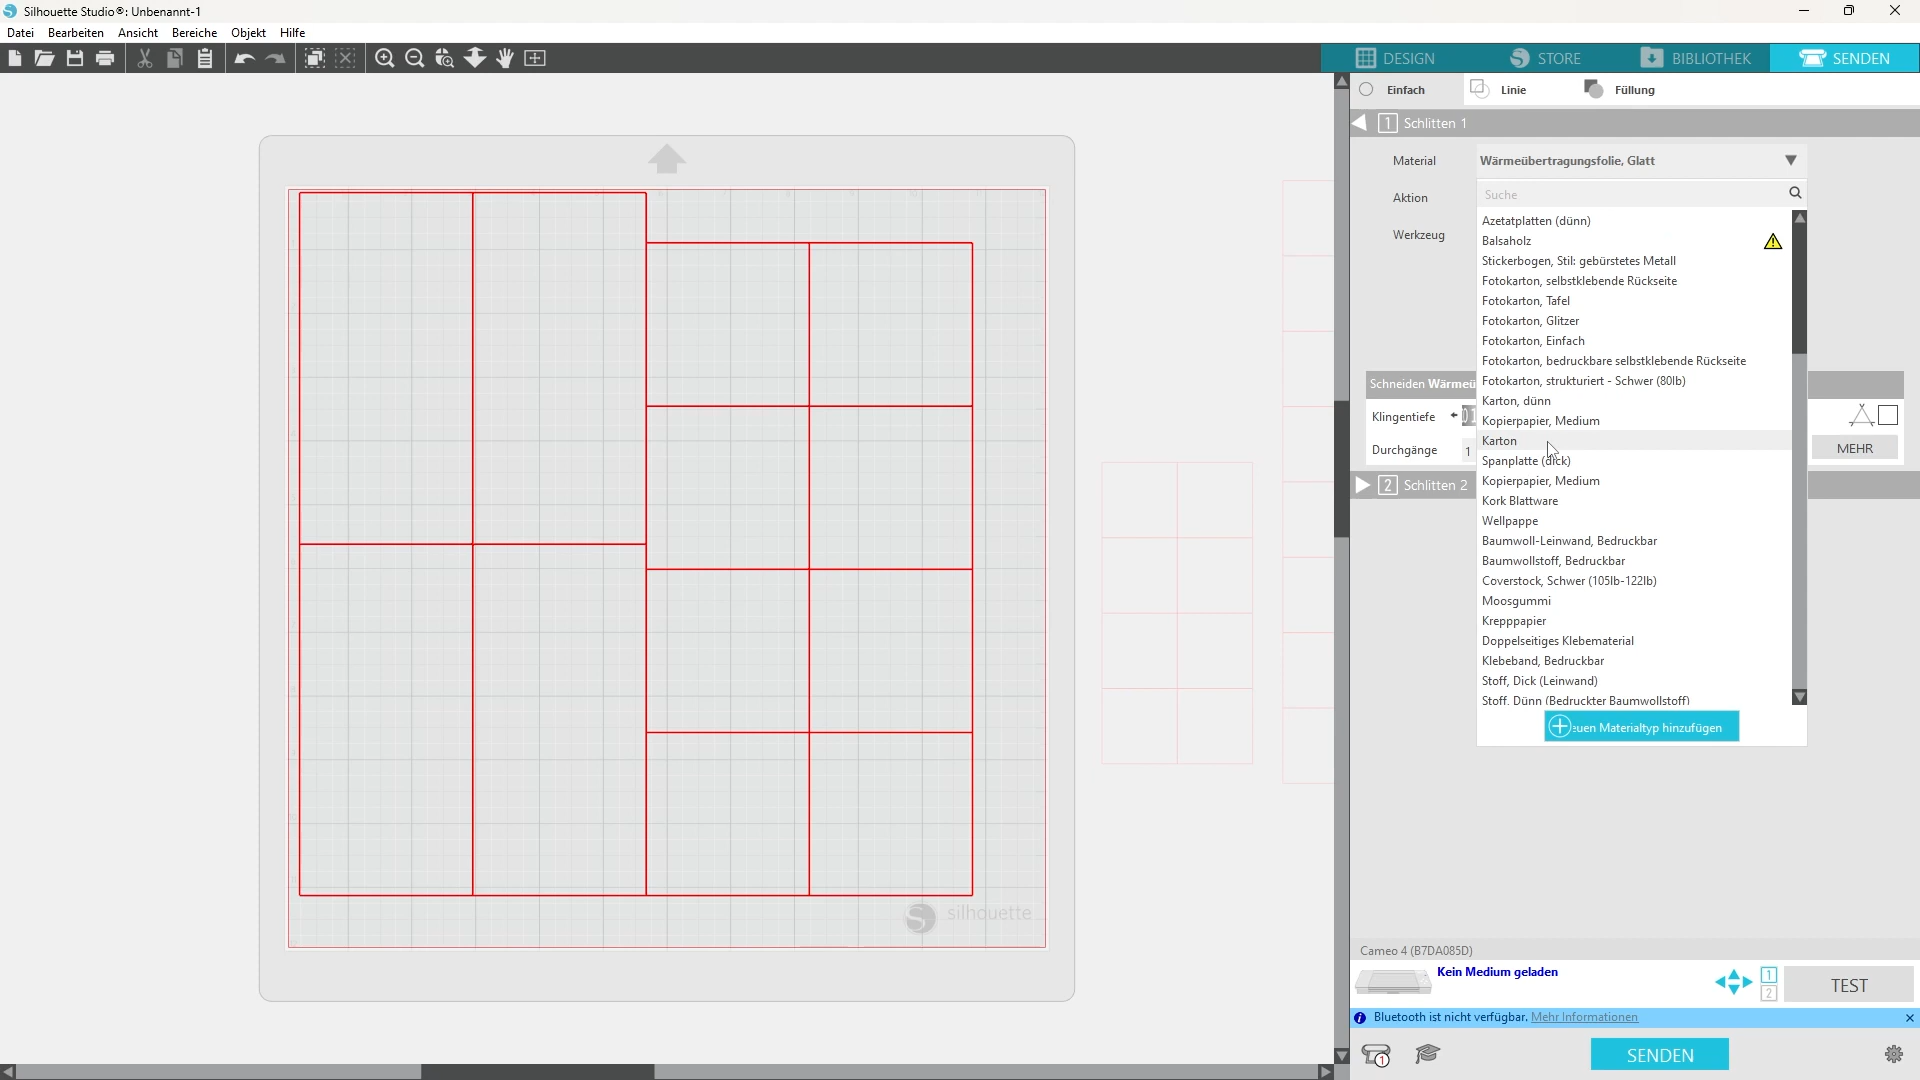 Silhouette Studio®: Unbenannt-1
Datei Bearbeiten Ansicht Bereiche Objekt Hilfe
DESIGN STORE BIBLIOTHEK SENDEN
Einfach Linie Füllung
1 Schlitten 1
Material Wärmeübertragungsfolie, Glatt
Suche
Aktion
Werkzeug
Azetatplatten (dünn)
Balsaholz
Stickerbogen, Stil: gebürstetes Metall
Fotokarton, selbstklebende Rückseite
Fotokarton, Tafel
Fotokarton, Glitzer
Fotokarton, Einfach
Fotokarton, bedruckbare selbstklebende Rückseite
Fotokarton, strukturiert - Schwer (80lb)
Karton, dünn
Kopierpapier, Medium
Karton
Spanplatte (dick)
Kopierpapier, Medium
Kork Blattware
Wellpappe
Baumwoll-Leinwand, Bedruckbar
Baumwollstoff, Bedruckbar
Coverstock, Schwer (105lb-122lb)
Moosgummi
Krepppapier
Doppelseitiges Klebematerial
Klebeband, Bedruckbar
Stoff, Dick (Leinwand)
Stoff, Dünn (Bedruckter Baumwollstoff)
euen Materialtyp hinzufügen
Schneiden Wärmeü
Klingentiefe
Durchgänge 1
MEHR
2 Schlitten 2
silhouette
Cameo 4 (B7DA085D)
Kein Medium geladen
1
2
TEST
Bluetooth ist nicht verfügbar. Mehr Informationen
1
SENDEN